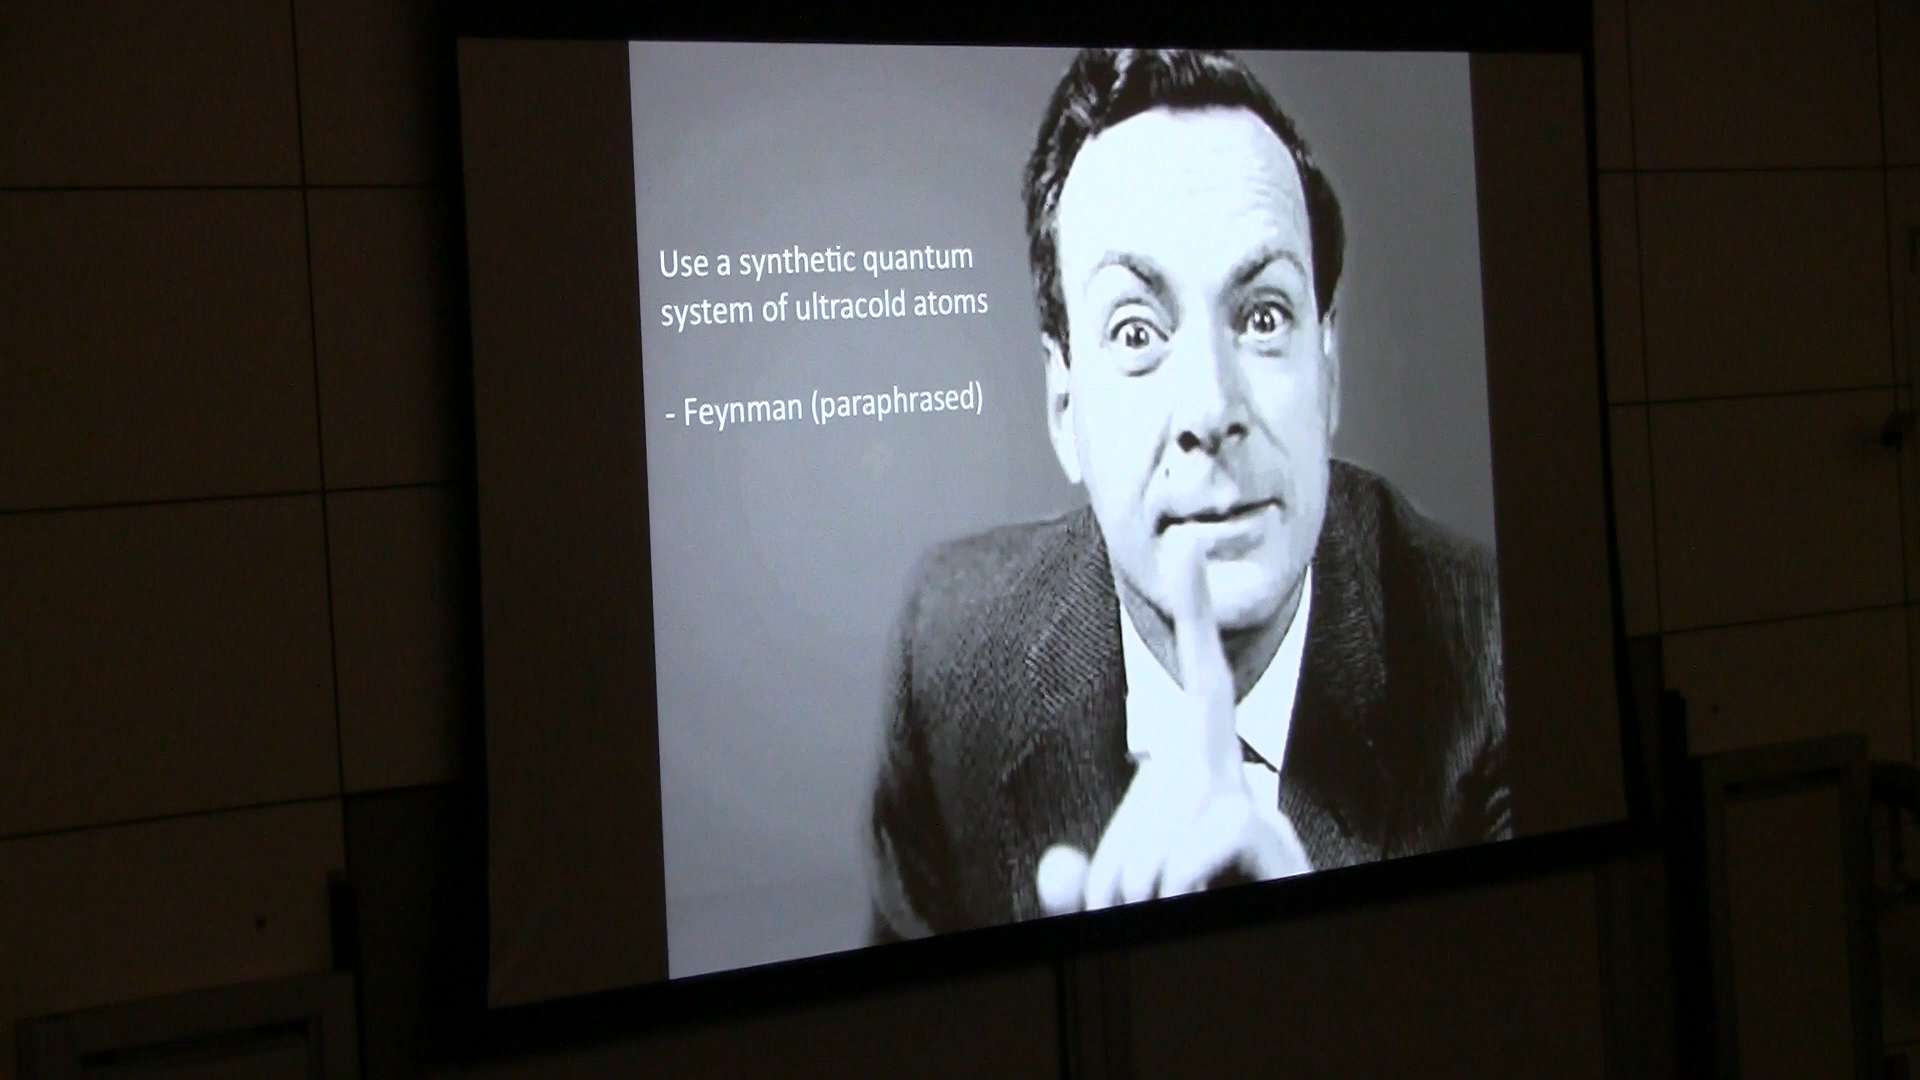 Use a synthetic quantum
system of ultracold atoms
- Feynman (paraphrased)